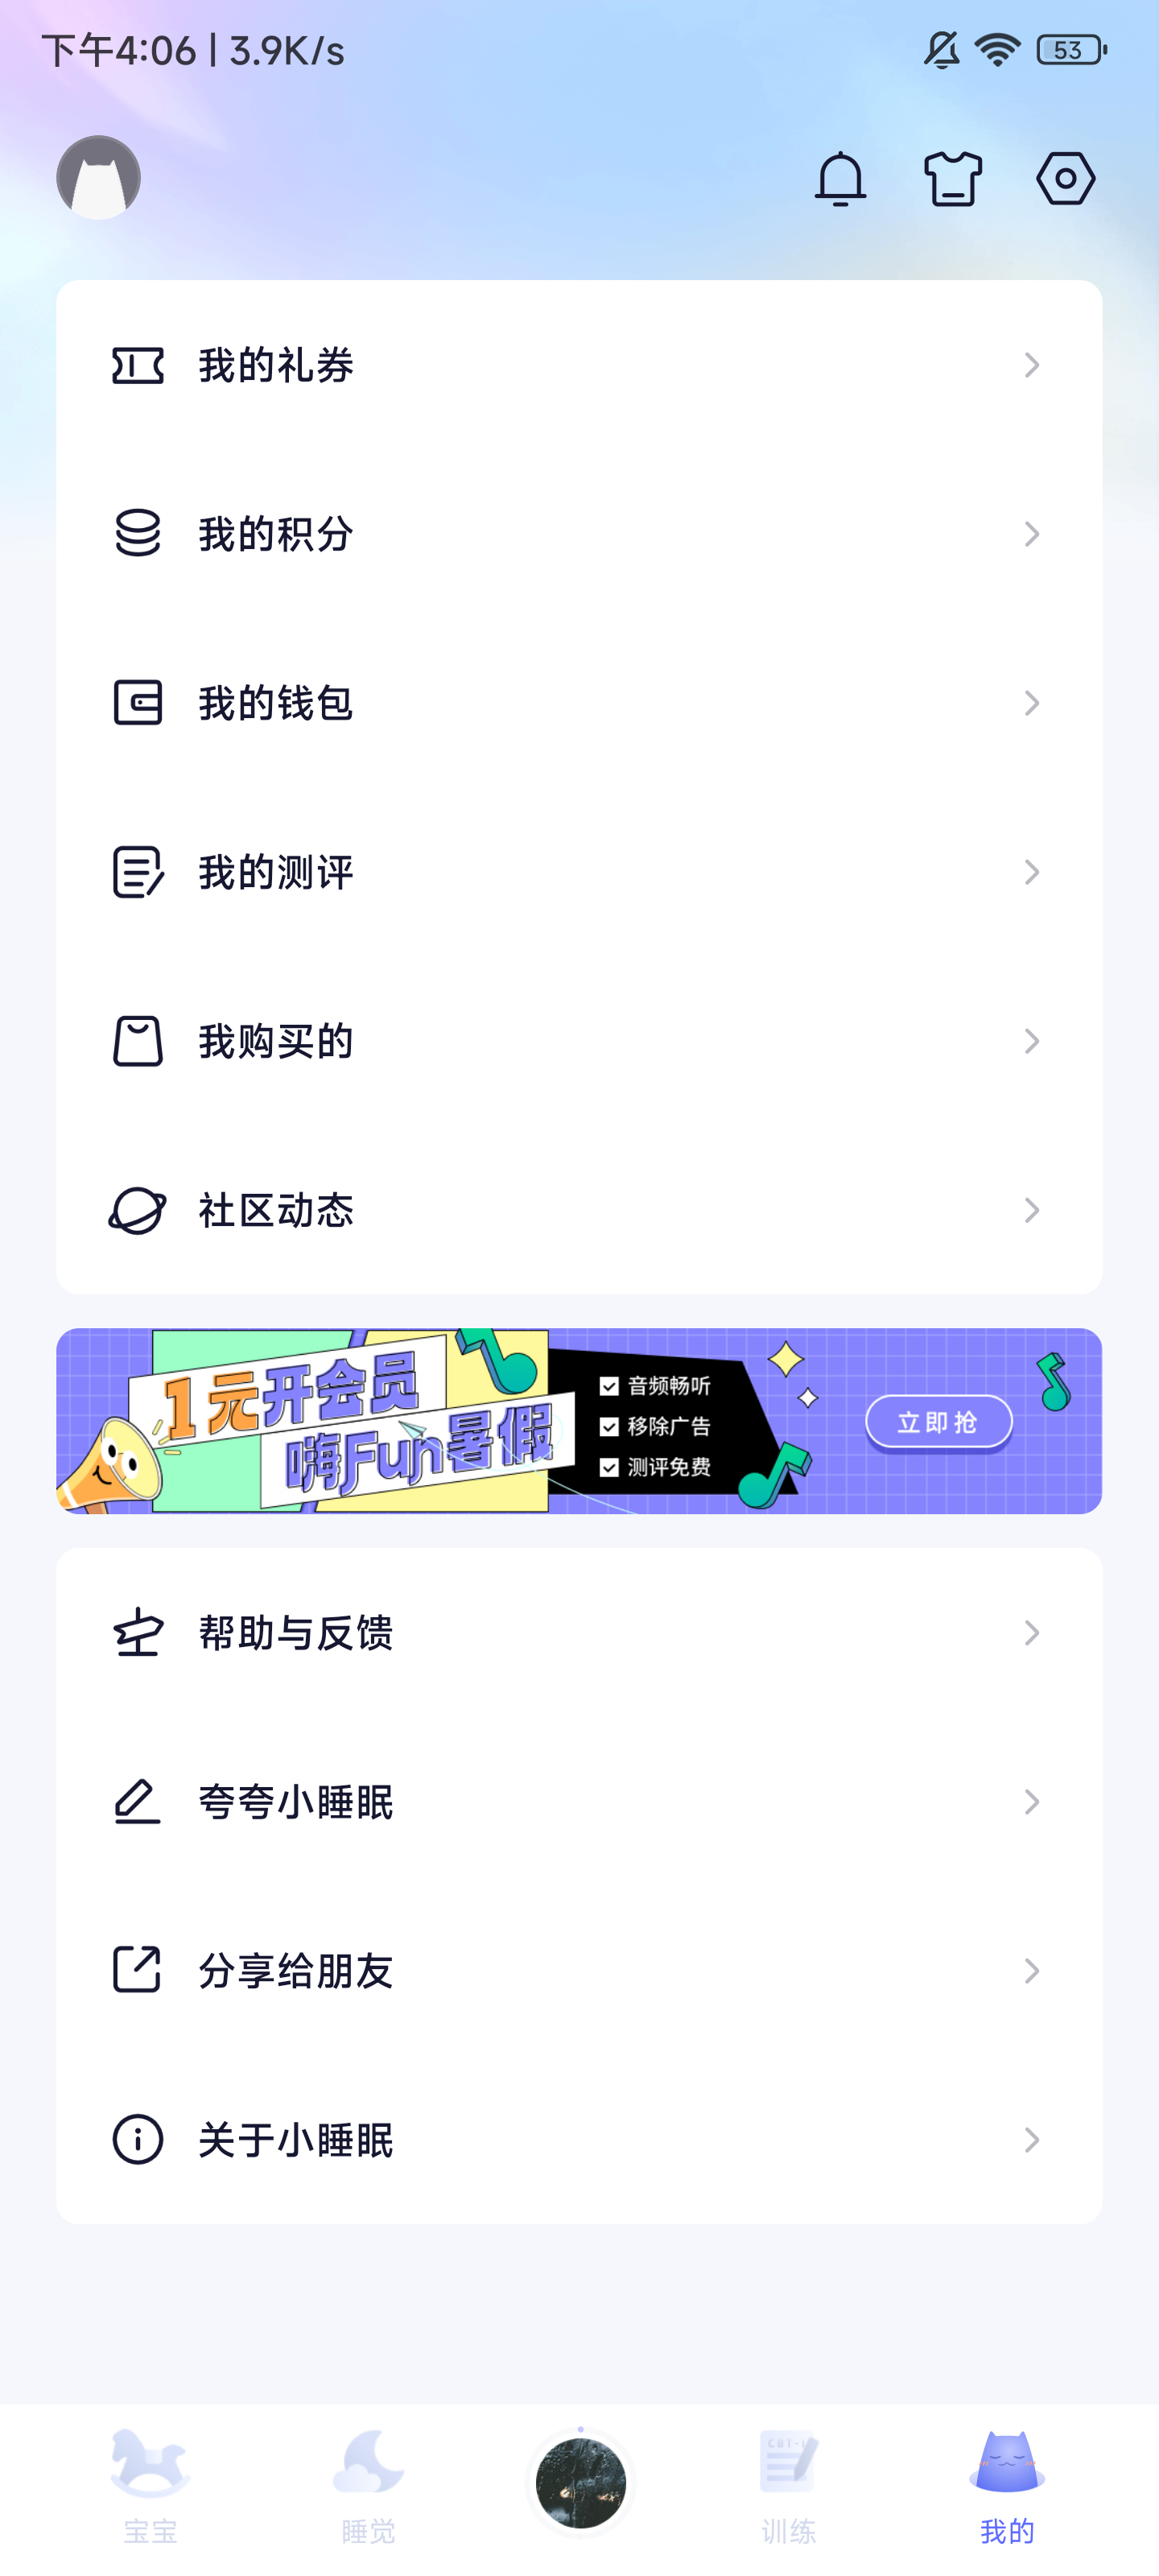 下午4:06 | 3.9K/s
53
我的礼券
我的积分
我的钱包
我的测评
我购买的
社区动态
1元开会员
嗨Fun暑假
音频畅听
移除广告
测评免费
立即抢
帮助与反馈
夸夸小睡眠
分享给朋友
关于小睡眠
CBT-I
宝宝
睡觉
训练
我的